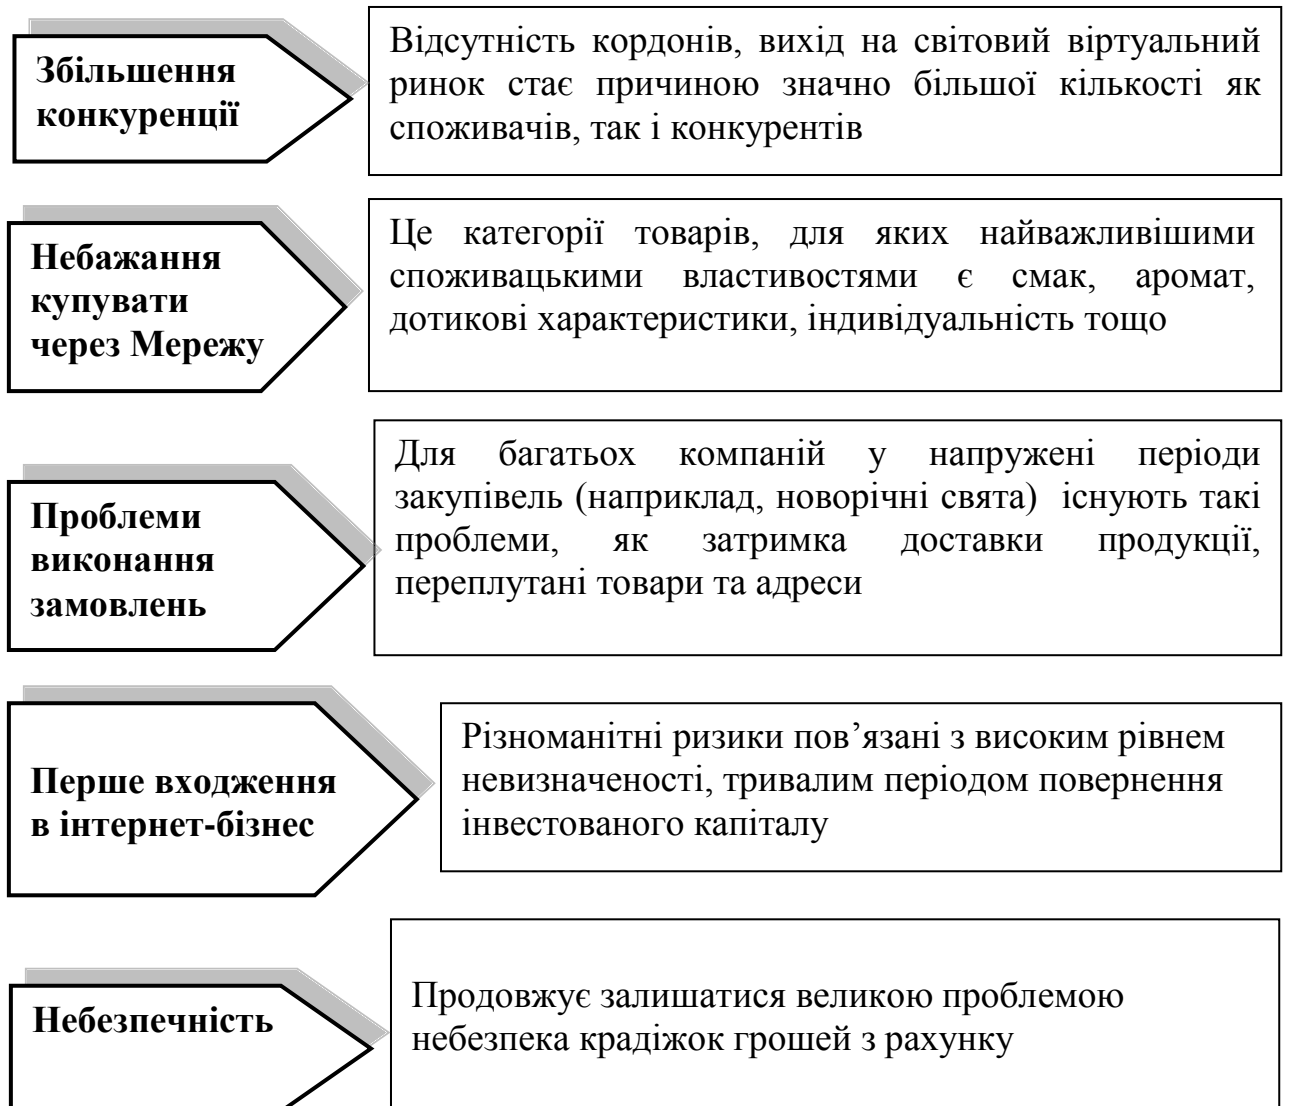 Збільшення
конкуренції
Відсутність кордонів, вихід на світовий віртуальний
ринок стає причиною значно більшої кількості як
споживачів, так і конкурентів
Небажання
купувати
через Мережу
Це категорії товарів, для яких найважливішими
споживацькими властивостями є смак, аромат,
дотикові характеристики, індивідуальність тощо
Проблеми
виконання
замовлень
Для багатьох компаній у напружені періоди
закупівель (наприклад, новорічні свята) існують такі
проблеми, як затримка доставки продукції,
переплутані товари та адреси
Перше входження
в інтернет-бізнес
Різноманітні ризики пов’язані з високим рівнем
невизначеності, тривалим періодом повернення
інвестованого капіталу
Небезпечність
Продовжує залишатися великою проблемою
небезпека крадіжок грошей з рахунку